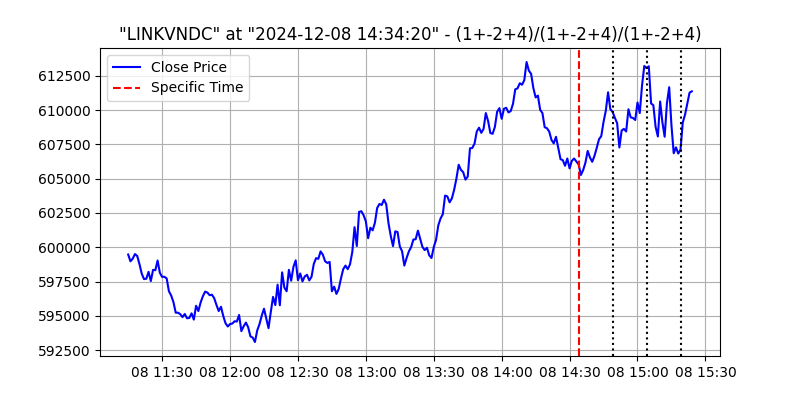 "LINKVNDC" at "2024-12-08 14:34:20" - (1+-2+4)/(1+-2+4)/(1+-2+4)
Close Price
Specific Time
612500
610000
607500
605000
602500
600000
597500
595000
592500
08 11:30 08 12:00 08 12:30 08 13:00 08 13:30 08 14:00 08 14:30 08 15:00 08 15:30